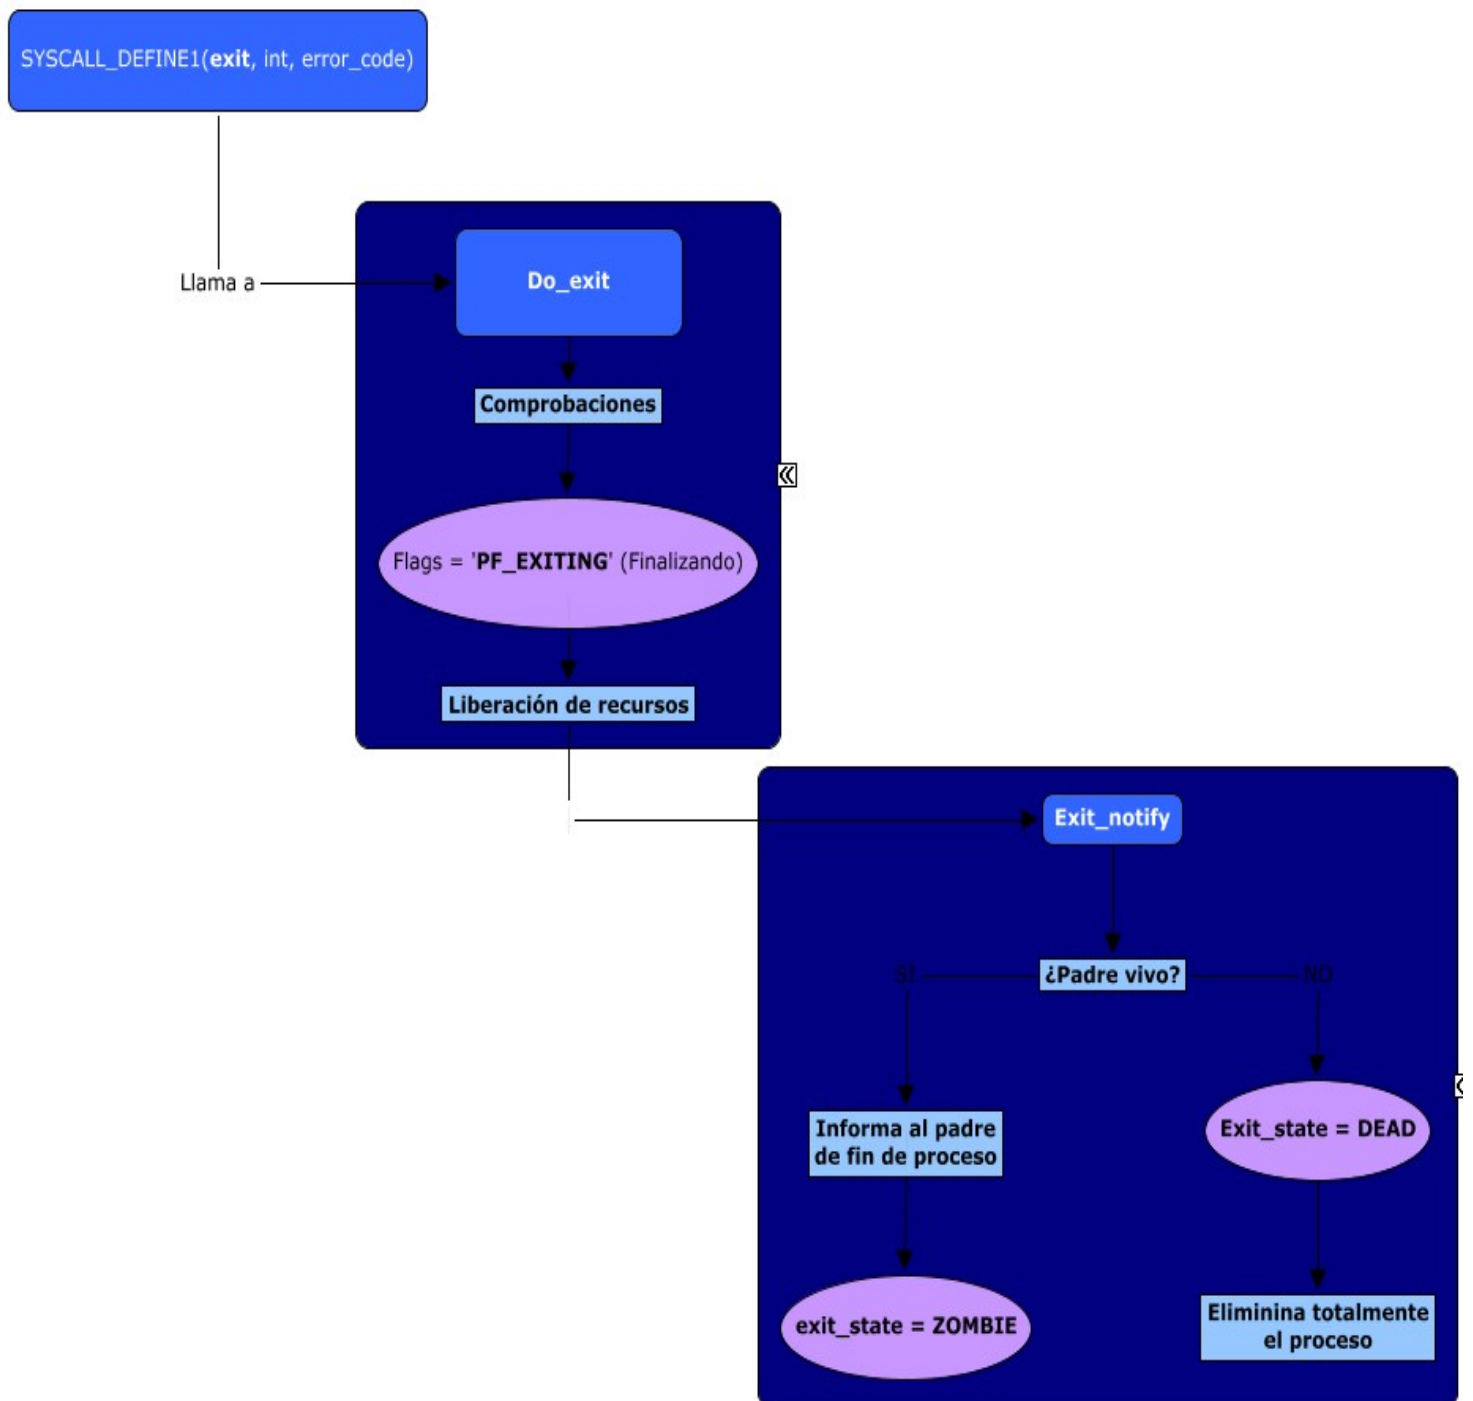 SYSCALL_DEFINE1(exit, int, error_code)
Llama a
Do_exit
Comprobaciones
Flags = 'PF_EXITING' (Finalizando)
Liberación de recursos
Exit_notify
SI
¿Padre vivo?
NO
Informa al padre
de fin de proceso
Exit_state = DEAD
exit_state = ZOMBIE
Eliminina totalmente
el proceso